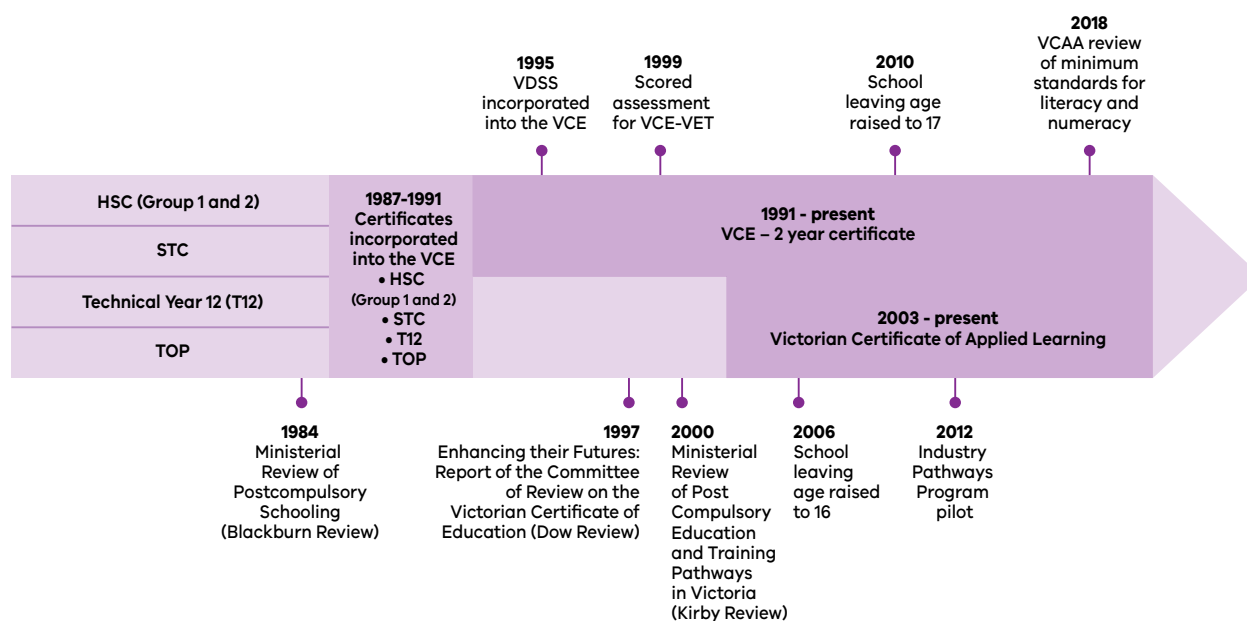 1995
VDSS
incorporated
into the VCE
1999
Scored
assessment
for VCE-VET
2010
School
leaving age
raised to 17
2018
VCAA review
of minimum
standards for
literacy and
numeracy
HSC (Group 1 and 2)
STC
Technical Year 12 (T12)
TOP
1987-1991
Certificates
incorporated
into the VCE
• HSC
(Group 1 and 2)
• STC
• T12
• TOP
1991 - present
VCE – 2 year certificate
2003 - present
Victorian Certificate of Applied Learning
1984
Ministerial
Review of
Postcompulsory
Schooling
(Blackburn Review)
1997
Enhancing their Futures:
Report of the Committee
of Review on the
Victorian Certificate of
Education (Dow Review)
2000
Ministerial
Review
of Post
Compulsory
Education
and Training
Pathways
in Victoria
(Kirby Review)
2006
School
leaving
age raised
to 16
2012
Industry
Pathways
Program
pilot